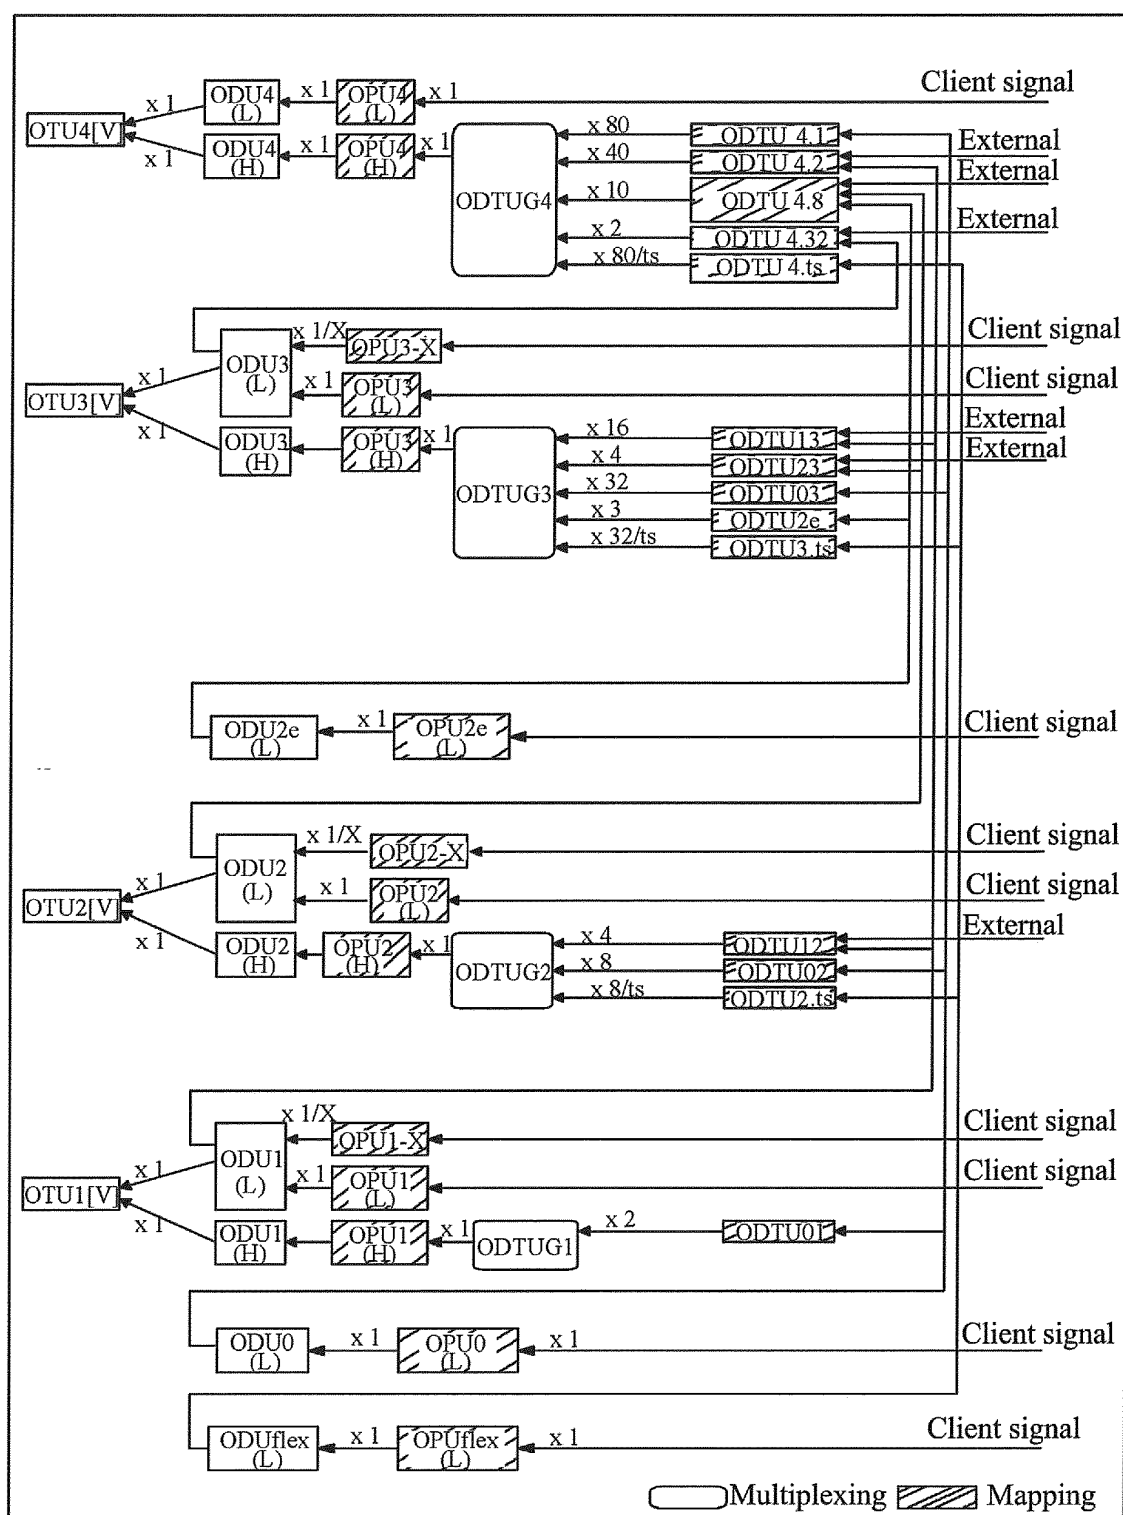 Client signal
ODU4 (L)
x 1
OPU4 (L)
x 1
x 1
OTU4[V]
x 1
ODU4 (H)
x 1
OPU4 (H)
x 1
ODTUG4
x 80
ODTU 4.1
External
x 40
ODTU 4.2
External
x 10
ODTU 4.8
External
x 2
ODTU 4.32
x 80/ts
ODTU 4.ts
x 1/X
OPU3-X
Client signal
ODU3 (L)
x 1
x 1
OPU3 (L)
Client signal
OTU3[V]
x 1
ODU3 (H)
OPU3 (H)
x 1
ODTUG3
x 16
ODTU13
External
x 4
ODTU23
External
x 32
ODTU03
x 3
ODTU2e
x 32/ts
ODTU3.ts
ODU2e (L)
x 1
OPU2e (L)
Client signal
x 1/X
OPU2-X
Client signal
ODU2 (L)
x 1
x 1
OPU2 (L)
Client signal
OTU2[V]
x 1
ODU2 (H)
OPU2 (H)
x 1
ODTUG2
x 4
ODTU12
External
x 8
ODTU02
x 8/ts
ODTU2.ts
x 1/X
OPU1-X
Client signal
ODU1 (L)
x 1
x 1
OPU1 (L)
Client signal
OTU1[V]
x 1
ODU1 (H)
OPU1 (H)
x 1
ODTUG1
x 2
ODTU01
ODU0 (L)
x 1
OPU0 (L)
x 1
Client signal
ODUflex (L)
x 1
OPUflex (L)
x 1
Client signal
Multiplexing
Mapping